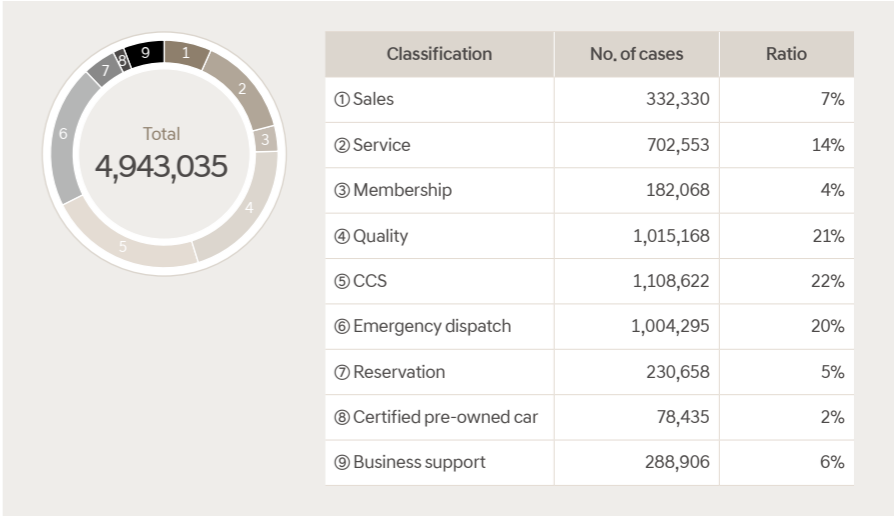 1
2
3
4
5
6
7
8
9
Total
4,943,035
Classification No. of cases Ratio
① Sales 332,330 7%
② Service 702,553 14%
③ Membership 182,068 4%
④ Quality 1,015,168 21%
⑤ CCS 1,108,622 22%
⑥ Emergency dispatch 1,004,295 20%
⑦ Reservation 230,658 5%
⑧ Certified pre-owned car 78,435 2%
⑨ Business support 288,906 6%